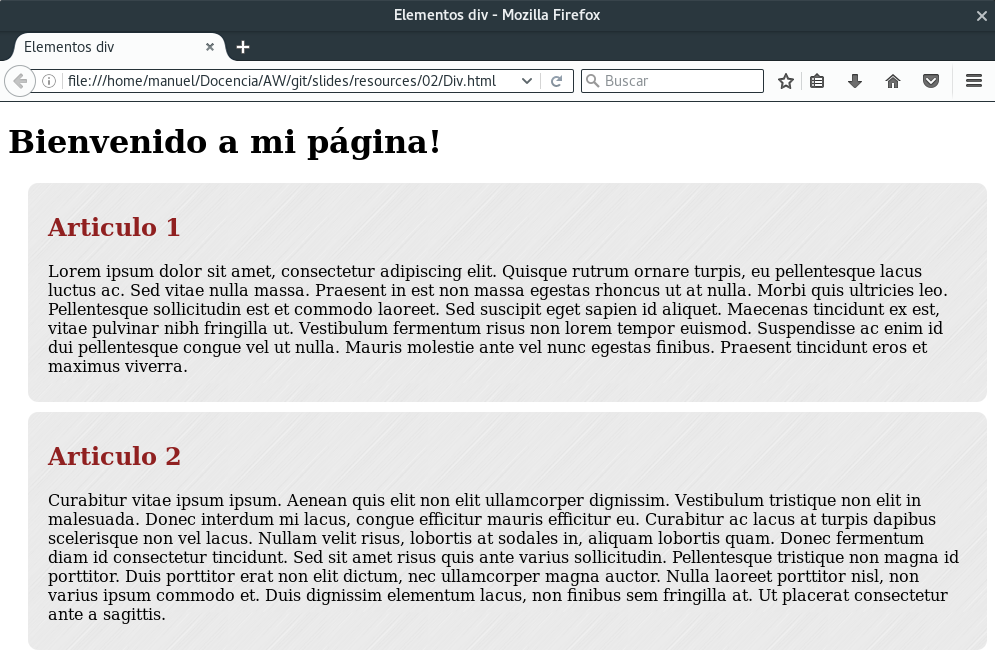 Elementos div - Mozilla Firefox
Elementos div
file:///home/manuel/Docencia/AW/git/slides/resources/02/Div.html
Buscar
Bienvenido a mi página!
Articulo 1
Lorem ipsum dolor sit amet, consectetur adipiscing elit. Quisque rutrum ornare turpis, eu pellentesque lacus
luctus ac. Sed vitae nulla massa. Praesent in est non massa egestas rhoncus ut at nulla. Morbi quis ultricies leo.
Pellentesque sollicitudin est et commodo laoreet. Sed suscipit eget sapien id aliquet. Maecenas tincidunt ex est,
vitae pulvinar nibh fringilla ut. Vestibulum fermentum risus non lorem tempor euismod. Suspendisse ac enim id
dui pellentesque congue vel ut nulla. Mauris molestie ante vel nunc egestas finibus. Praesent tincidunt eros et
maximus viverra.
Articulo 2
Curabitur vitae ipsum ipsum. Aenean quis elit non elit ullamcorper dignissim. Vestibulum tristique non elit in
malesuada. Donec interdum mi lacus, congue efficitur mauris efficitur eu. Curabitur ac lacus at turpis dapibus
scelerisque non vel lacus. Nullam velit risus, lobortis at sodales in, aliquam lobortis quam. Donec fermentum
diam id consectetur tincidunt. Sed sit amet risus quis ante varius sollicitudin. Pellentesque tristique non magna id
porttitor. Duis porttitor erat non elit dictum, nec ullamcorper magna auctor. Nulla laoreet porttitor nisl, non
varius ipsum commodo et. Duis dignissim elementum lacus, non finibus sem fringilla at. Ut placerat consectetur
ante a sagittis.